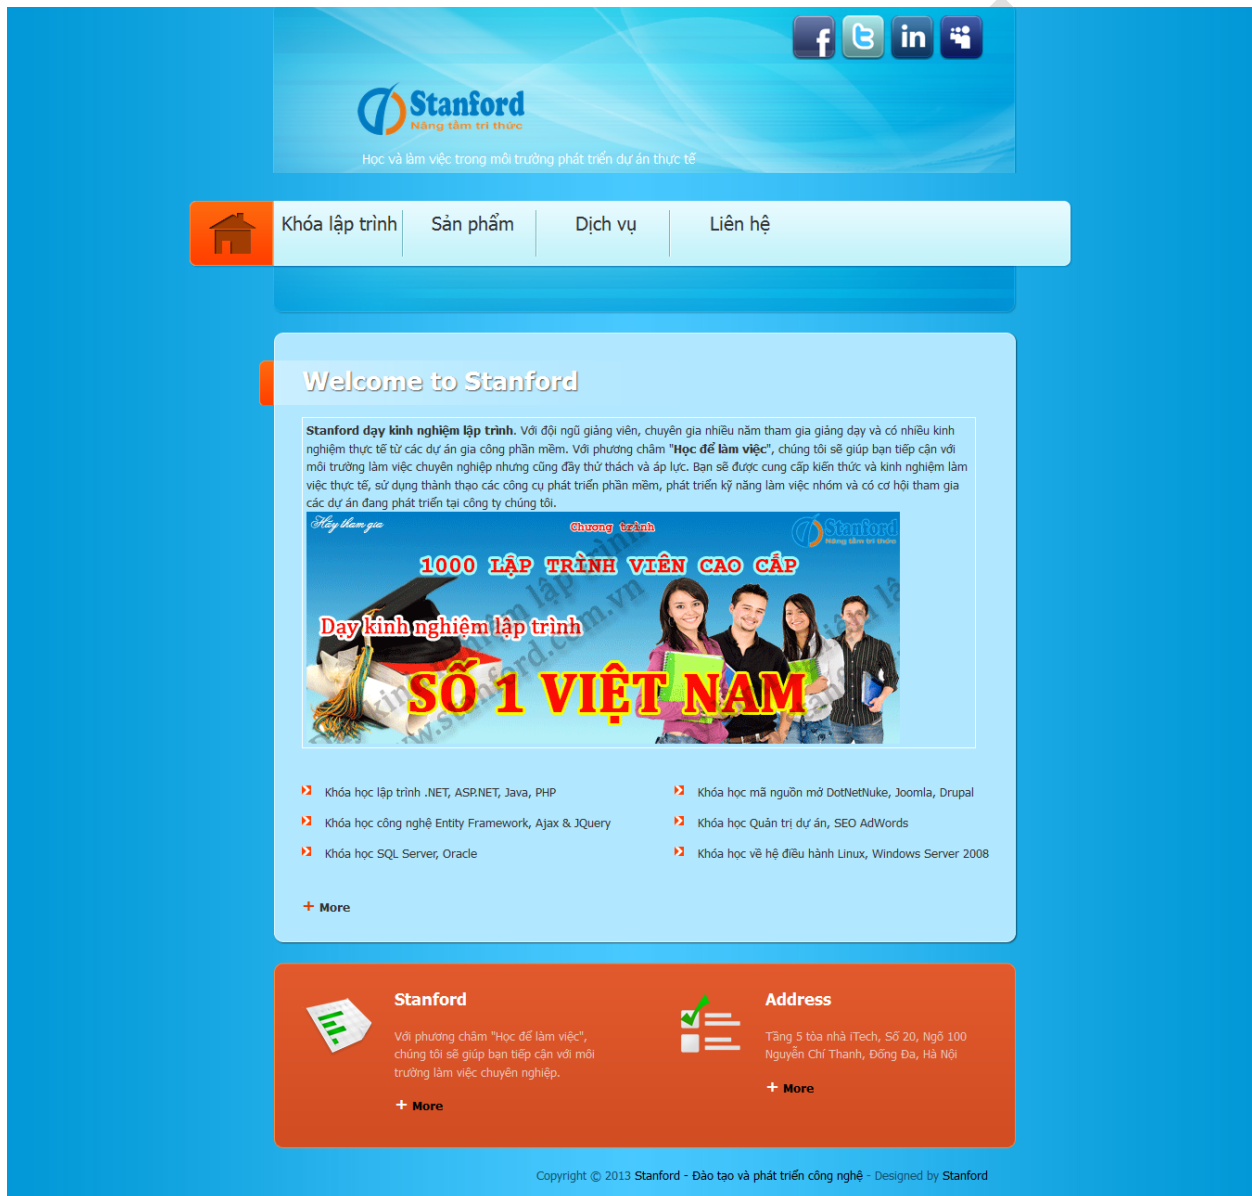 Stanford
Nâng tầm tri thức
Học và làm việc trong môi trường phát triển dự án thực tế
Khóa lập trình
Sản phẩm
Dịch vụ
Liên hệ
Welcome to Stanford
Stanford dạy kinh nghiệm lập trình. Với đội ngũ giảng viên, chuyên gia nhiều năm tham gia giảng dạy và có nhiều kinh
nghiệm thực tế từ các dự án gia công phần mềm. Với phương châm "Học để làm việc", chúng tôi sẽ giúp bạn tiếp cận với
môi trường làm việc chuyên nghiệp nhưng cũng đầy thử thách và áp lực. Bạn sẽ được cung cấp kiến thức và kinh nghiệm làm
việc thực tế, sử dụng thành thạo các công cụ phát triển phần mềm, phát triển kỹ năng làm việc nhóm và có cơ hội tham gia
các dự án đang phát triển tại công ty chúng tôi.
Hãy tham gia
Chương trình
Stanford
Nâng tầm tri thức
1000 LẬP TRÌNH VIÊN CAO CẤP
Dạy kinh nghiệm lập trình
SỐ 1 VIỆT NAM
Khóa học lập trình .NET, ASP.NET, Java, PHP
Khóa học công nghệ Entity Framework, Ajax & JQuery
Khóa học SQL Server, Oracle
Khóa học mã nguồn mở DotNetNuke, Joomla, Drupal
Khóa học Quản trị dự án, SEO AdWords
Khóa học về hệ điều hành Linux, Windows Server 2008
+ More
Stanford
Với phương châm "Học để làm việc",
chúng tôi sẽ giúp bạn tiếp cận với môi
trường làm việc chuyên nghiệp.
+ More
Address
Tầng 5 tòa nhà iTech, Số 20, Ngõ 100
Nguyễn Chí Thanh, Đống Đa, Hà Nội
+ More
Copyright © 2013 Stanford - Đào tạo và phát triển công nghệ - Designed by Stanford